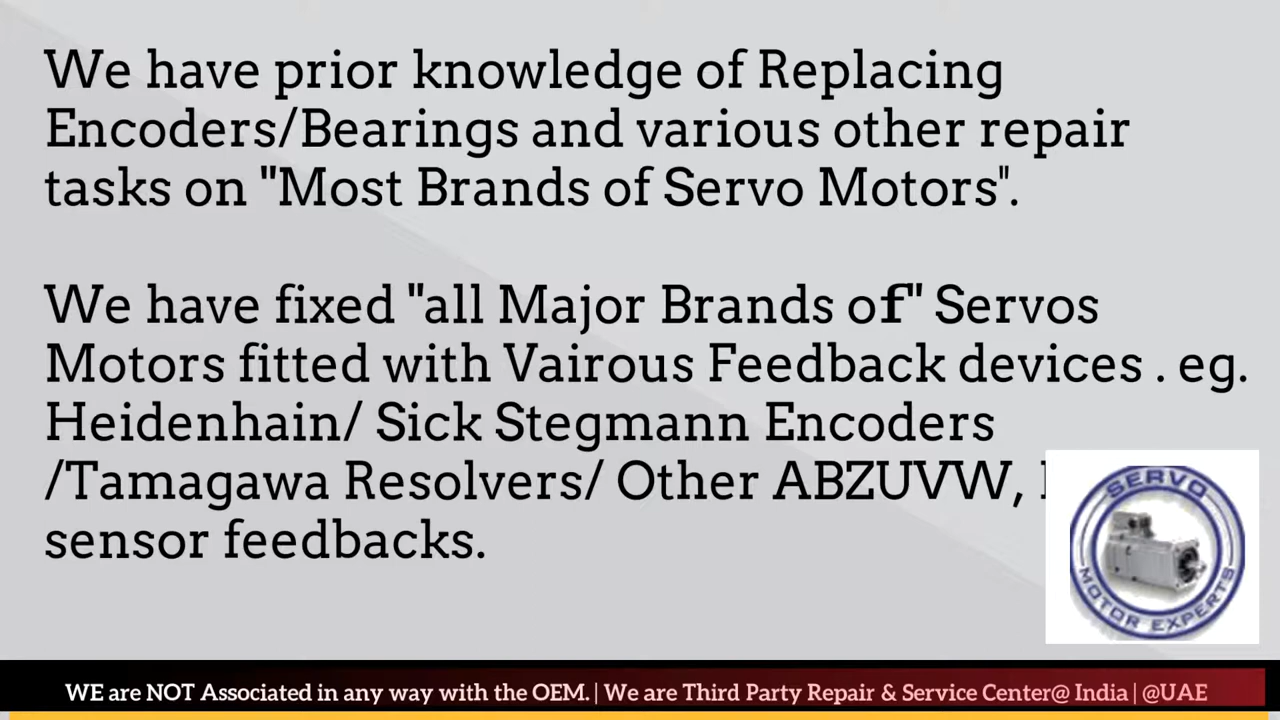 We have prior knowledge of Replacing
Encoders/Bearings and various other repair
tasks on "Most Brands of Servo Motors".
We have fixed "all Major Brands of" Servos
Motors fitted with Vairous Feedback devices . eg.
Heidenhain/ Sick Stegmann Encoders
/Tamagawa Resolvers/ Other ABZUVW,
sensor feedbacks.
SERVO
MOTOR EXPERTS
WE are NOT Associated in any way with the OEM. | We are Third Party Repair & Service Center@ India | @UAE